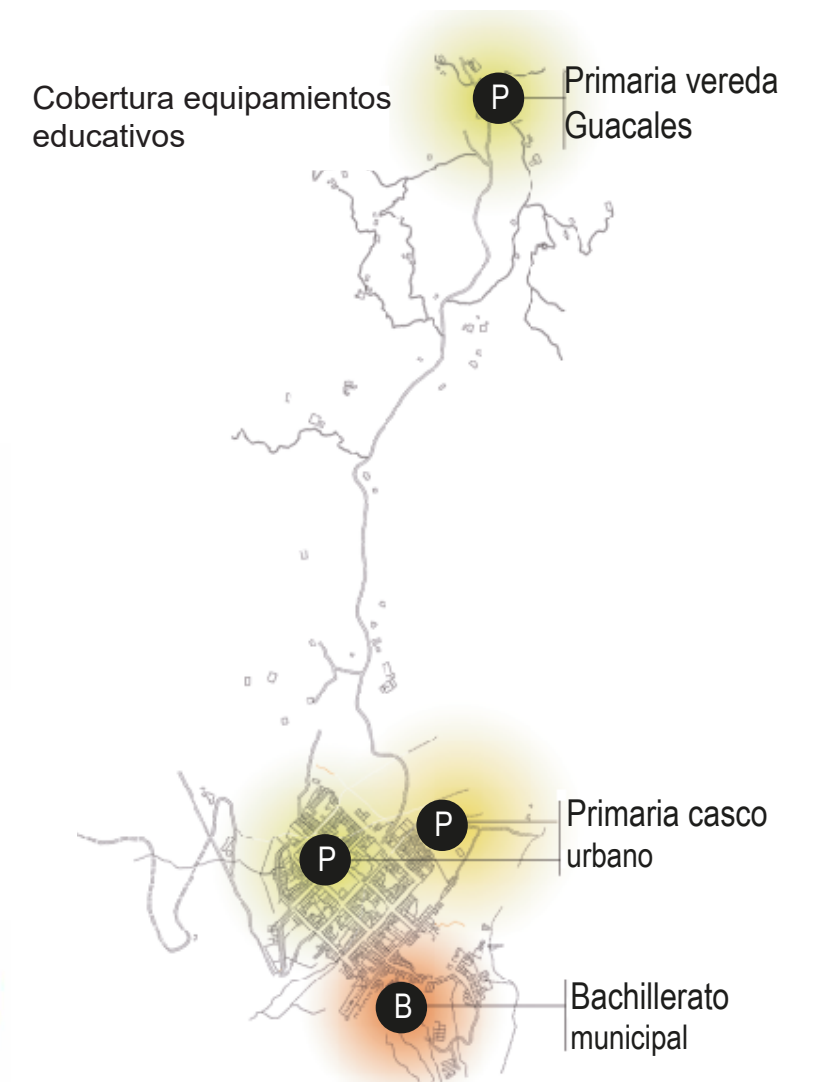 Cobertura equipamientos
educativos
P
Primaria vereda
Guacales
P
P
Primaria casco
urbano
B
Bachillerato
municipal